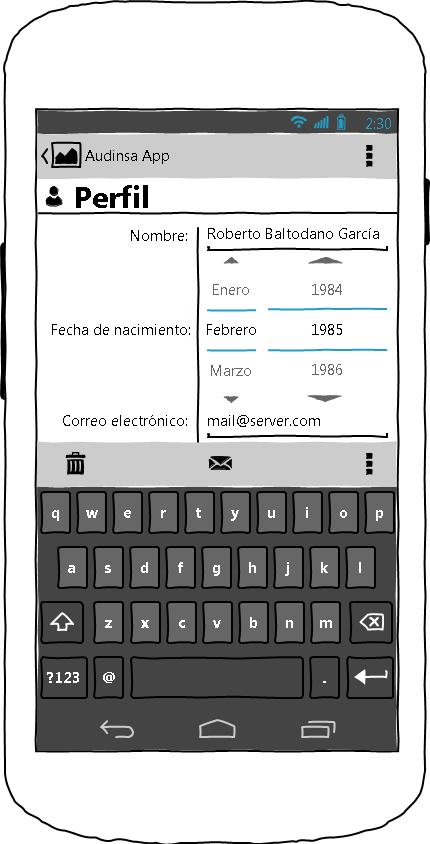 2:30
Audinsa App
Perfil
Nombre: Roberto Baltodano García
Enero 1984
Fecha de nacimiento: Febrero 1985
Marzo 1986
Correo electrónico: mail@server.com
q w e r t y u i o p
a s d f g h j k l
z x c v b n m
?123 @ .